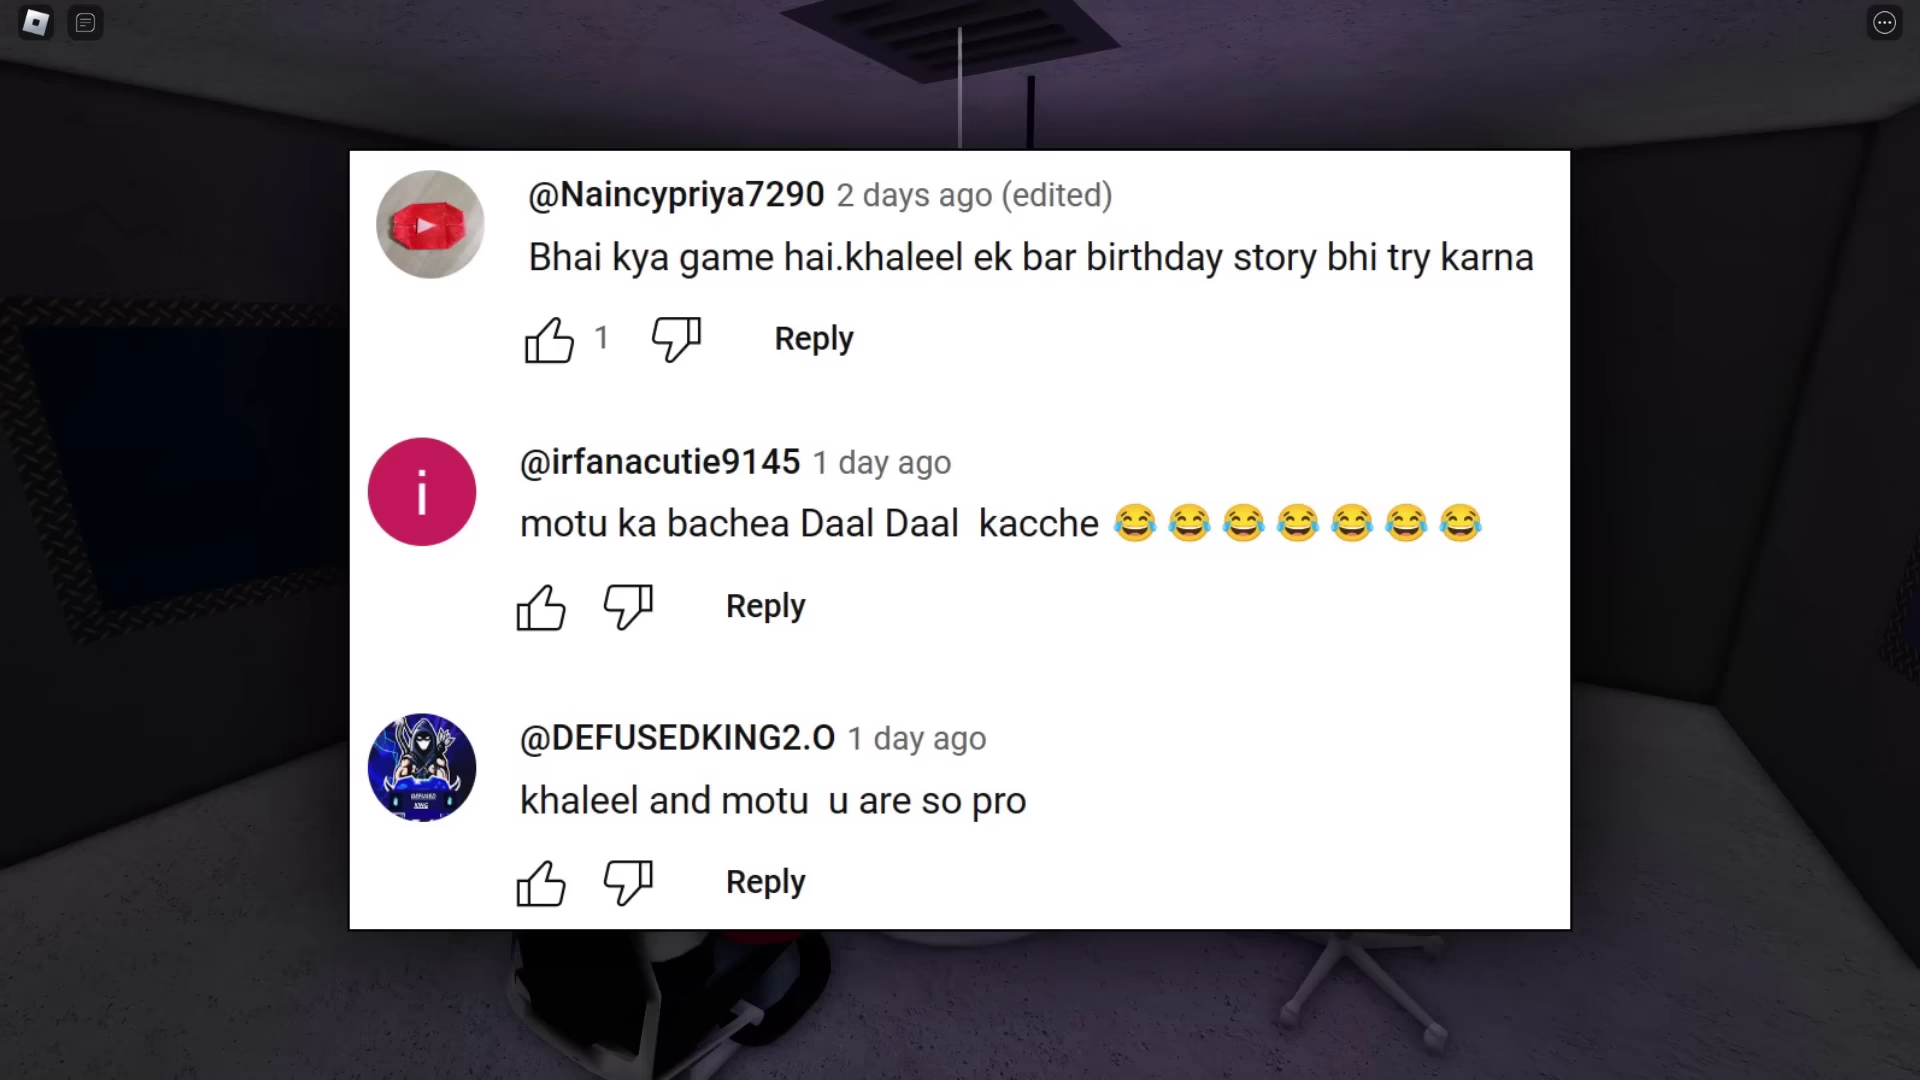 @Naincypriya7290 2 days ago (edited)
Bhai kya game hai.khaleel ek bar birthday story bhi try karna
1 Reply
i
@irfanacutie9145 1 day ago
motu ka bachea Daal Daal  kacche 😂😂😂😂😂😂😂
Reply
@DEFUSEDKING2.O 1 day ago
DEFUSED
KING
khaleel and motu  u are so pro
Reply